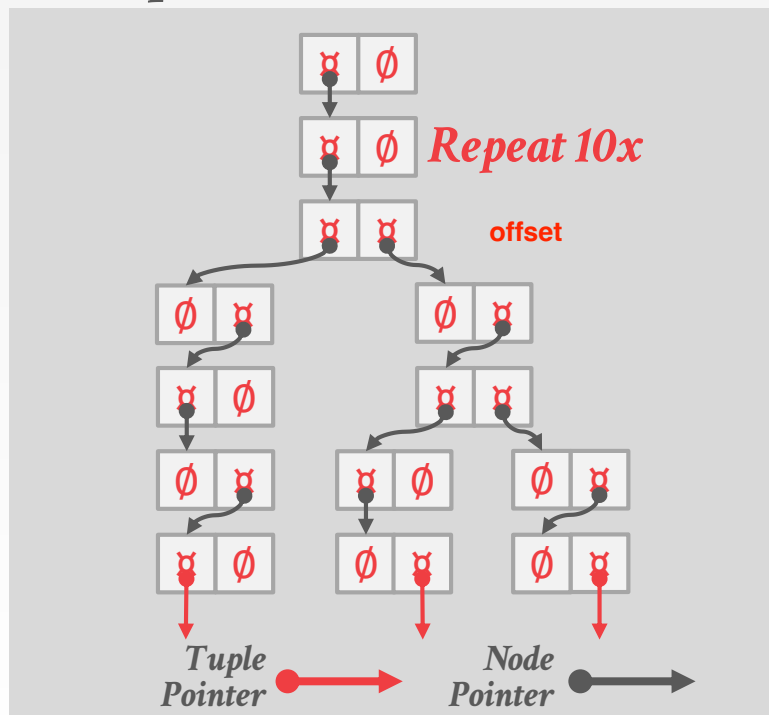 ¤ Ø
¤ Ø
Repeat 10x
¤ ¤
offset
Ø ¤
Ø ¤
¤ Ø
¤ ¤
Ø ¤
¤ Ø
Ø ¤
¤ Ø
Ø ¤
Ø ¤
Tuple
Pointer
Node
Pointer